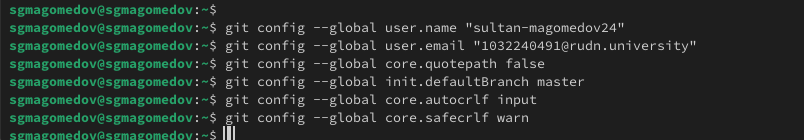 sgmagomedov@sgmagomedov:~$
sgmagomedov@sgmagomedov:~$ git config --global user.name "sultan-magomedov24"
sgmagomedov@sgmagomedov:~$ git config --global user.email "1032240491@rudn.university"
sgmagomedov@sgmagomedov:~$ git config --global core.quotepath false
sgmagomedov@sgmagomedov:~$ git config --global init.defaultBranch master
sgmagomedov@sgmagomedov:~$ git config --global core.autocrlf input
sgmagomedov@sgmagomedov:~$ git config --global core.safecrlf warn
sgmagomedov@sgmagomedov:~$